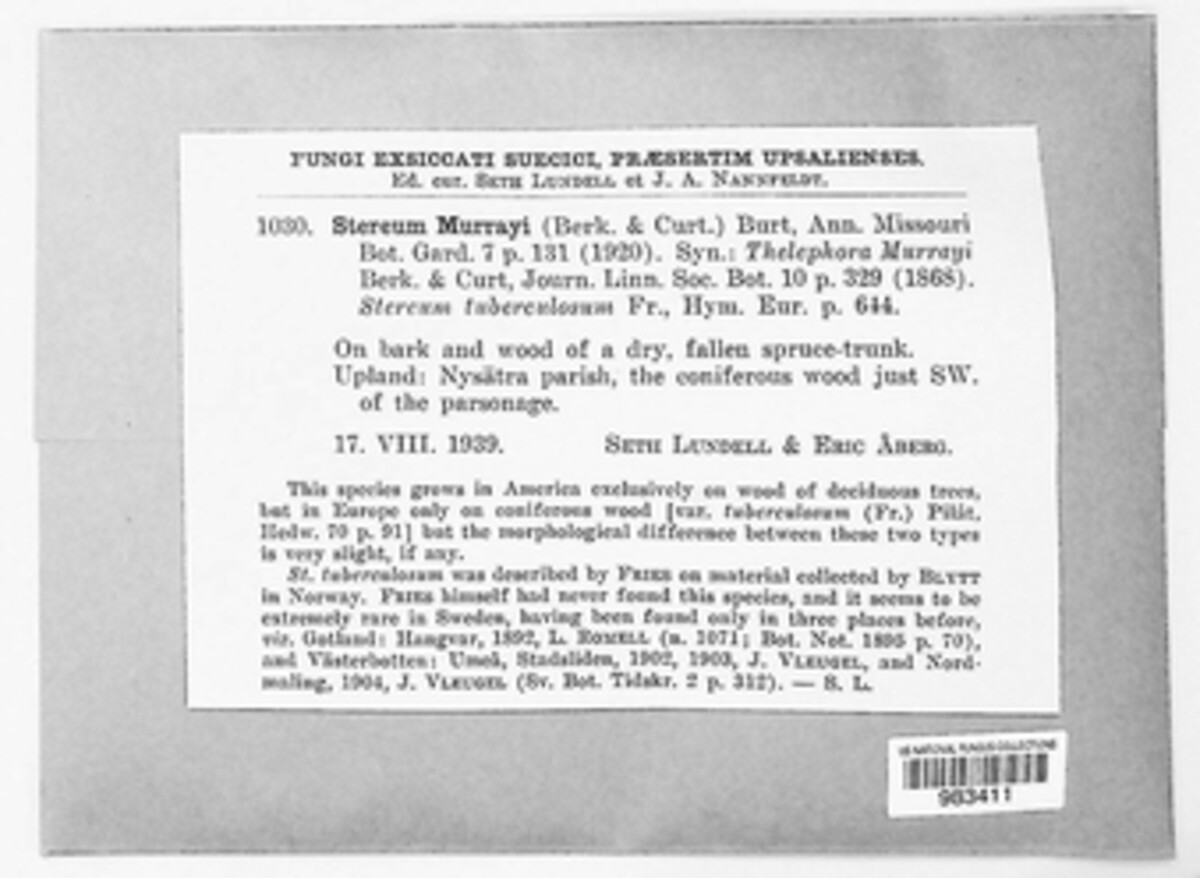 FUNGI EXSICCATI SUECICI, PRÆSERTIM UPSALIENSES.
Ed. cur. SETH LUNDELL et J. A. NANNFELDT.
1030. Stereum Murrayi (Berk. & Curt.) Burt, Ann. Missouri
Bot. Gard. 7 p. 131 (1920). Syn.: Thelephora Murrayi
Berk. & Curt, Journ. Linn. Soc. Bot. 10 p. 329 (1868).
Stereum tuberculosum Fr., Hym. Eur. p. 644.
On bark and wood of a dry, fallen spruce-trunk.
Upland: Nysätra parish, the coniferous wood just SW.
of the parsonage.
17. VIII. 1939. SETH LUNDELL & ERIC ÅBERG.
This species grows in America exclusively on wood of deciduous trees,
but in Europe only on coniferous wood [var. tuberculosum (Fr.) Pilát.
Hedw. 70 p. 91] but the morphological difference between these two types
is very slight, if any.
St. tuberculosum was described by FRIES on material collected by BLYTT
in Norway. FRIES himself had never found this species, and it seems to be
extremely rare in Sweden, having been found only in three places before,
viz. Gotland: Hangvar, 1892, L. ROMELL (n. 1071; Bot. Not. 1895 p. 70),
and Västerbotten: Umeå, Stadsliden, 1902, 1903, J. VLEUGEL, and Nord-
maling, 1904, J. VLEUGEL (Sv. Bot. Tidskr. 2 p. 312). — S. L.
US NATIONAL FUNGUS COLLECTIONS
983411